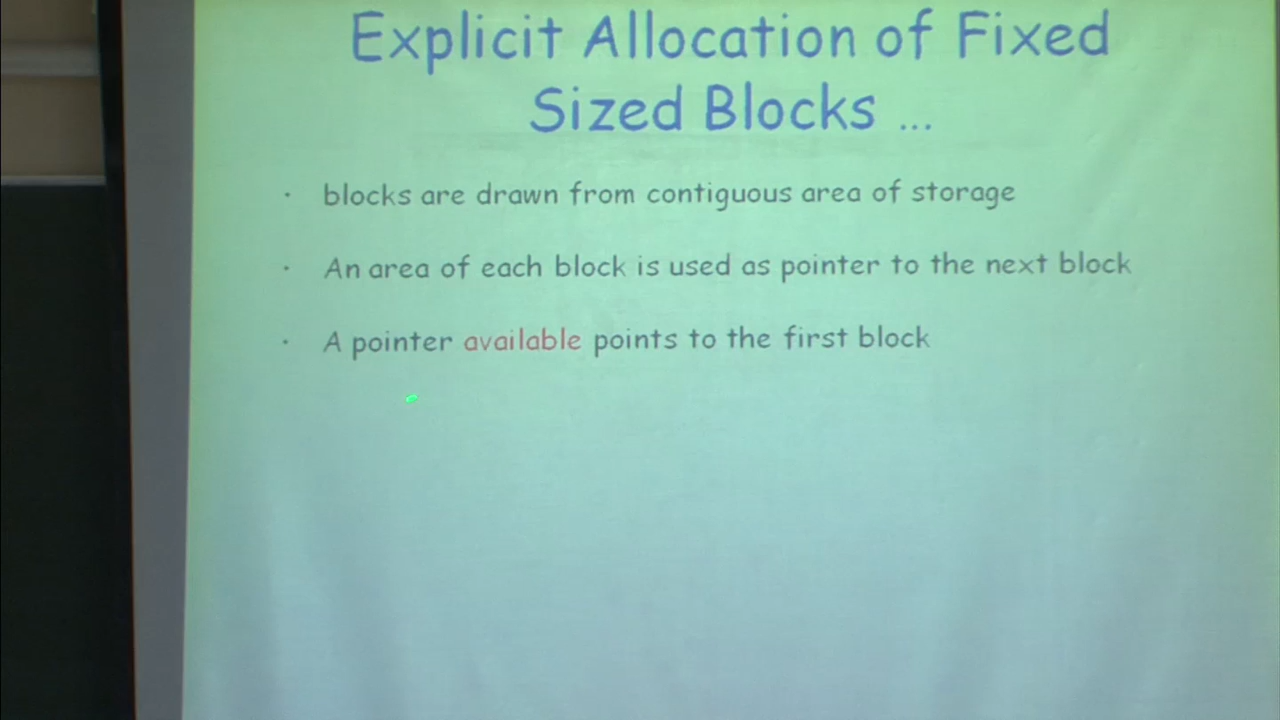 Explicit Allocation of Fixed
Sized Blocks ...
· blocks are drawn from contiguous area of storage
· An area of each block is used as pointer to the next block
· A pointer available points to the first block